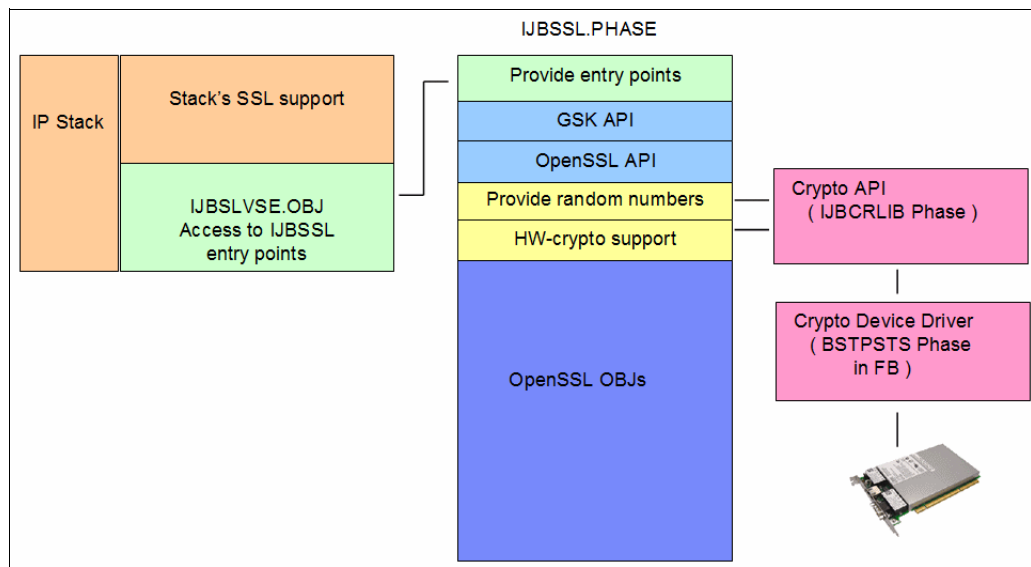 IJBSSL.PHASE
IP Stack
Stack's SSL support
IJBSLVSE.OBJ
Access to IJBSSL
entry points
Provide entry points
GSK API
OpenSSL API
Provide random numbers
HW-crypto support
OpenSSL OBJs
Crypto API
( IJBCRLIB Phase )
Crypto Device Driver
( BSTPSTS Phase
in FB )